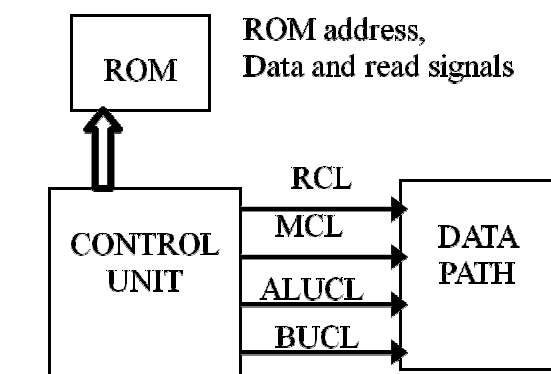 ROM
ROM address,
Data and read signals
CONTROL
UNIT
RCL
MCL
ALUCL
BUCL
DATA
PATH